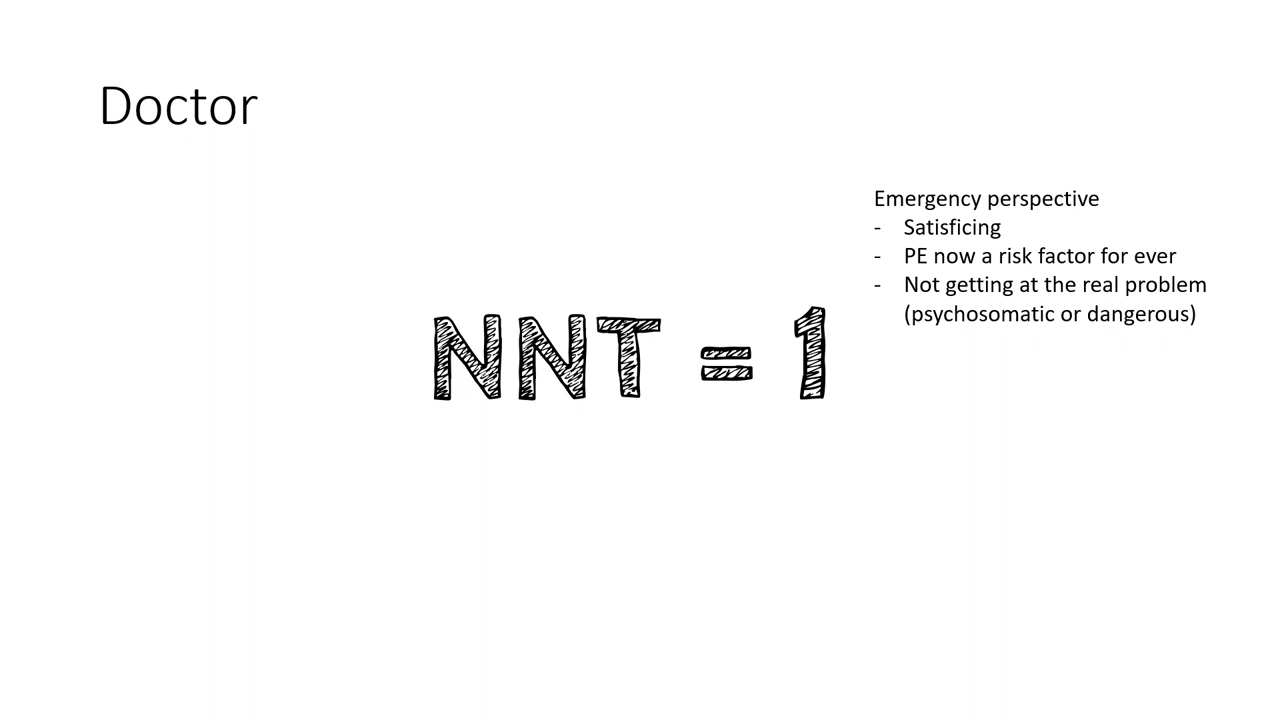 Doctor
Emergency perspective
- Satisficing
- PE now a risk factor for ever
- Not getting at the real problem
(psychosomatic or dangerous)
NNT = 1